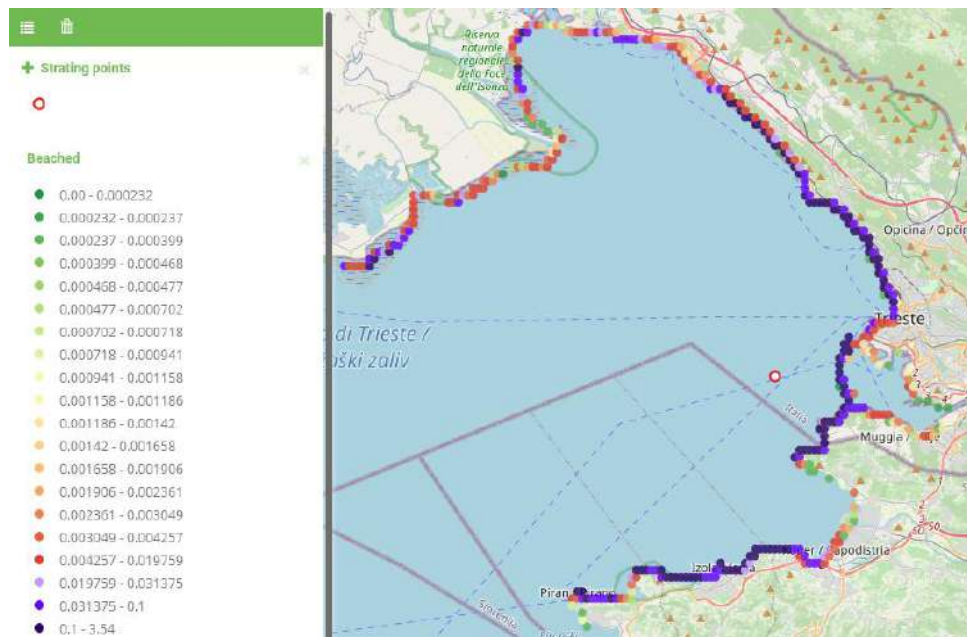 Strating points
Beached
0.00 - 0.000232
0.000232 - 0.000237
0.000237 - 0.000399
0.000399 - 0.000468
0.000468 - 0.000477
0.000477 - 0.000702
0.000702 - 0.000718
0.000718 - 0.000941
0.000941 - 0.001158
0.001158 - 0.001186
0.001186 - 0.00142
0.00142 - 0.001658
0.001658 - 0.001906
0.001906 - 0.002361
0.002361 - 0.003049
0.003049 - 0.004257
0.004257 - 0.019759
0.019759 - 0.031375
0.031375 - 0.1
0.1 - 3.54
Riserva
naturale
regionale
della Foce
dell'Isonzo
Opicina /
Trieste
di Trieste /
zaliv
Italia
Muggia /
/ Capodistria
Piran
Slovenija